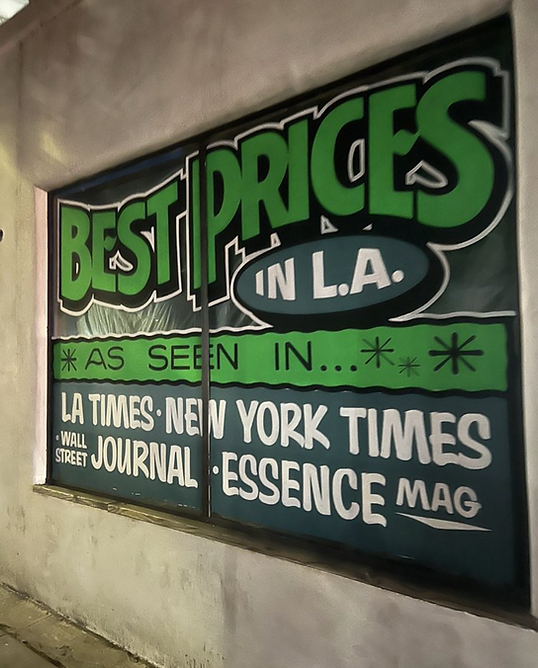 BEST PRICES
IN L.A.
*AS SEEN IN...***
LA TIMES·NEW YORK TIMES
·WALL STREET JOURNAL ·ESSENCE MAG